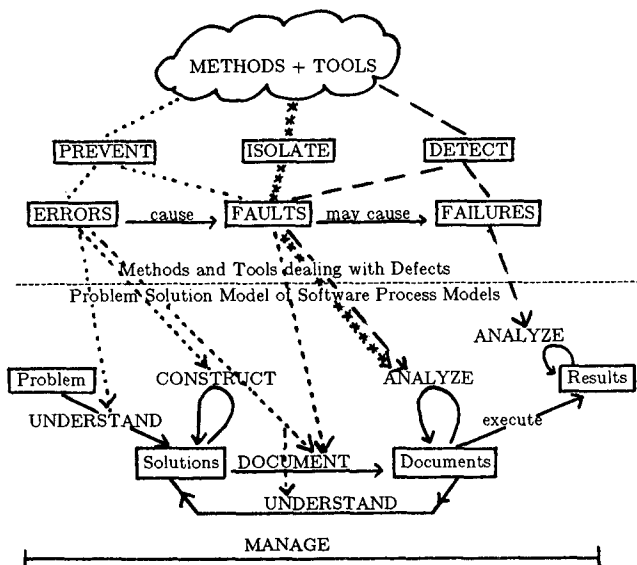 METHODS + TOOLS
PREVENT
ISOLATE
DETECT
ERRORS
cause
FAULTS
may cause
FAILURES
Methods and Tools dealing with Defects
Problem Solution Model of Software Process Models
ANALYZE
Problem
CONSTRUCT
ANALYZE
Results
UNDERSTAND
execute
Solutions
DOCUMENT
Documents
UNDERSTAND
MANAGE